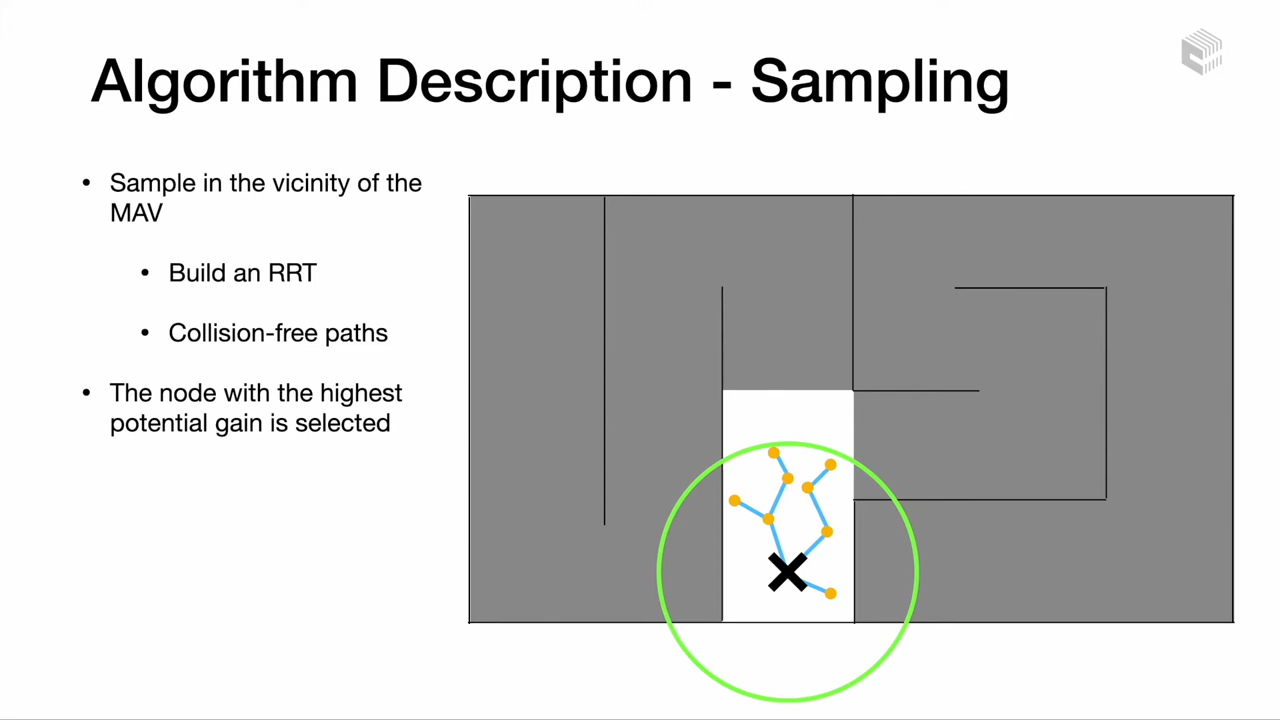 Algorithm Description - Sampling
• Sample in the vicinity of the
MAV
• Build an RRT
• Collision-free paths
• The node with the highest
potential gain is selected